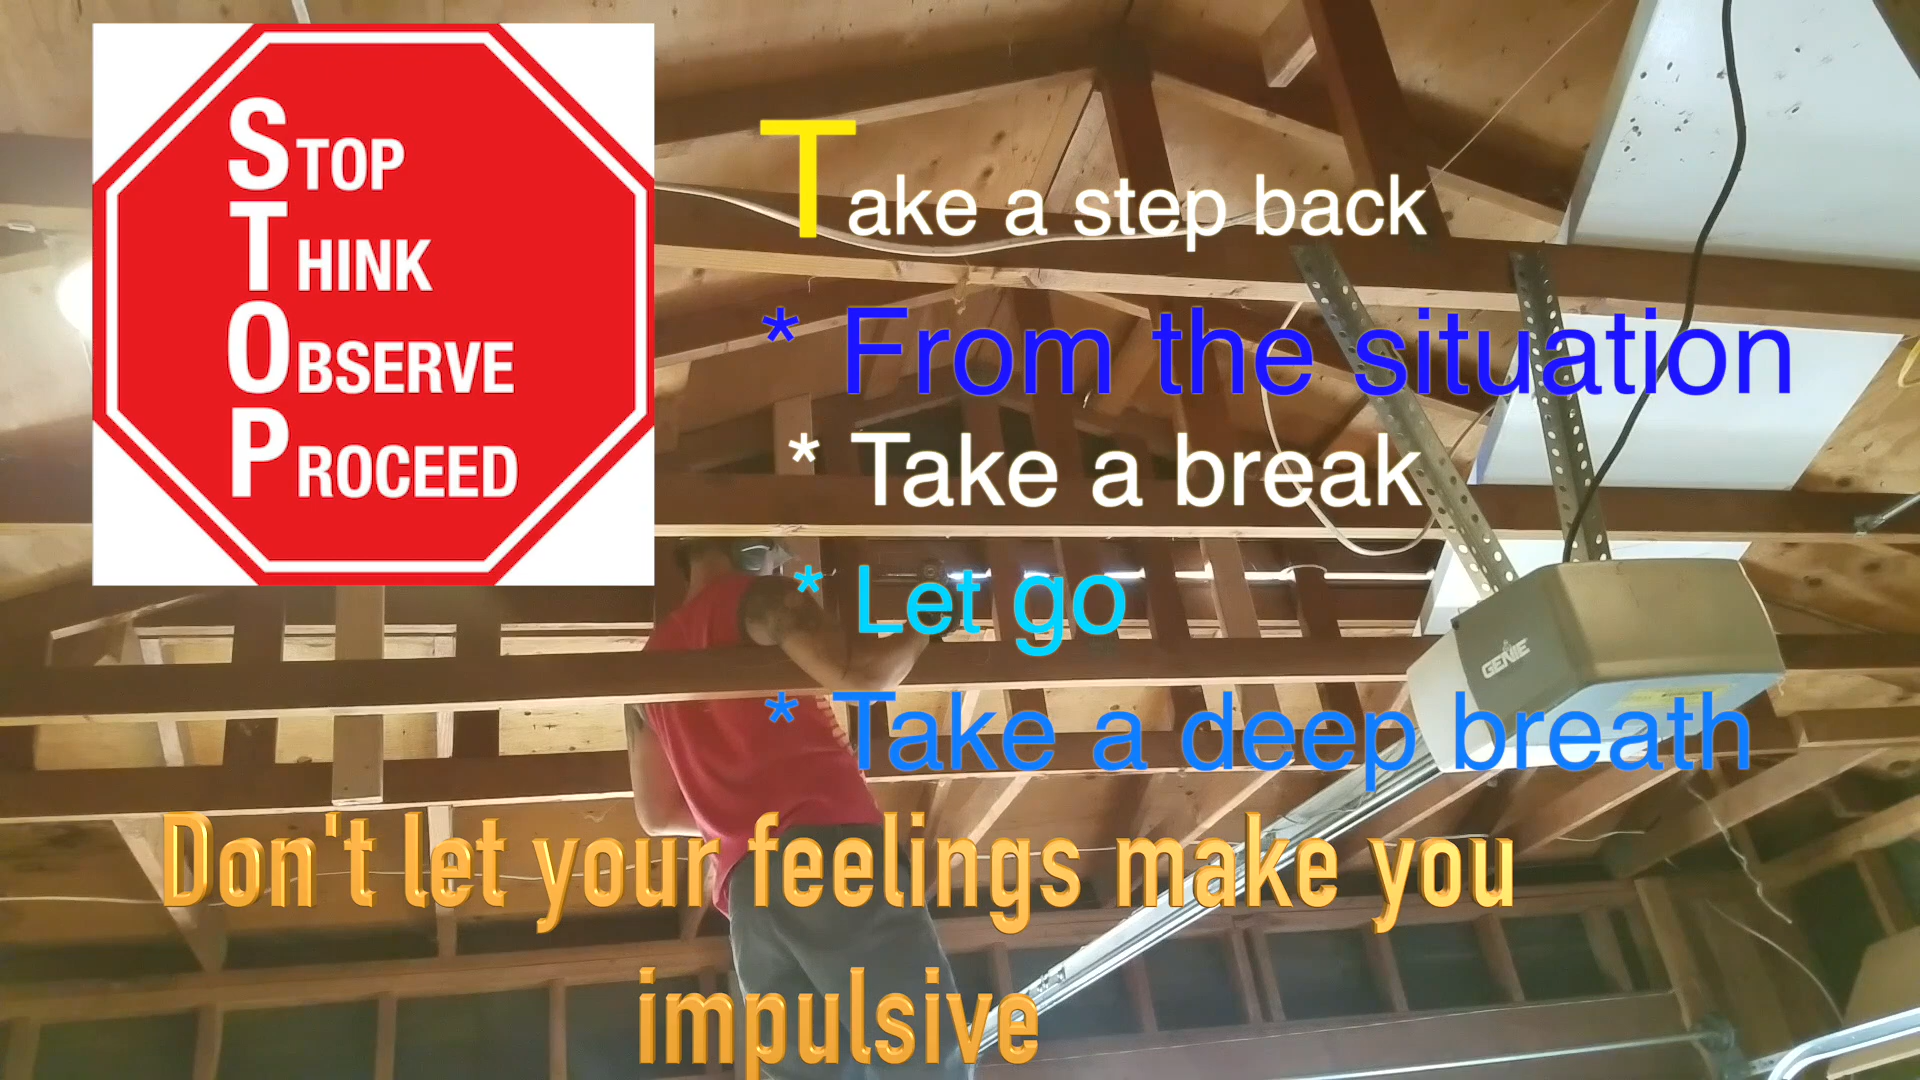 STOP
THINK
OBSERVE
PROCEED
Take a step back
* From the situation
* Take a break
* Let go
* Take a deep breath
GENIE
Don't let your feelings make you
impulsive